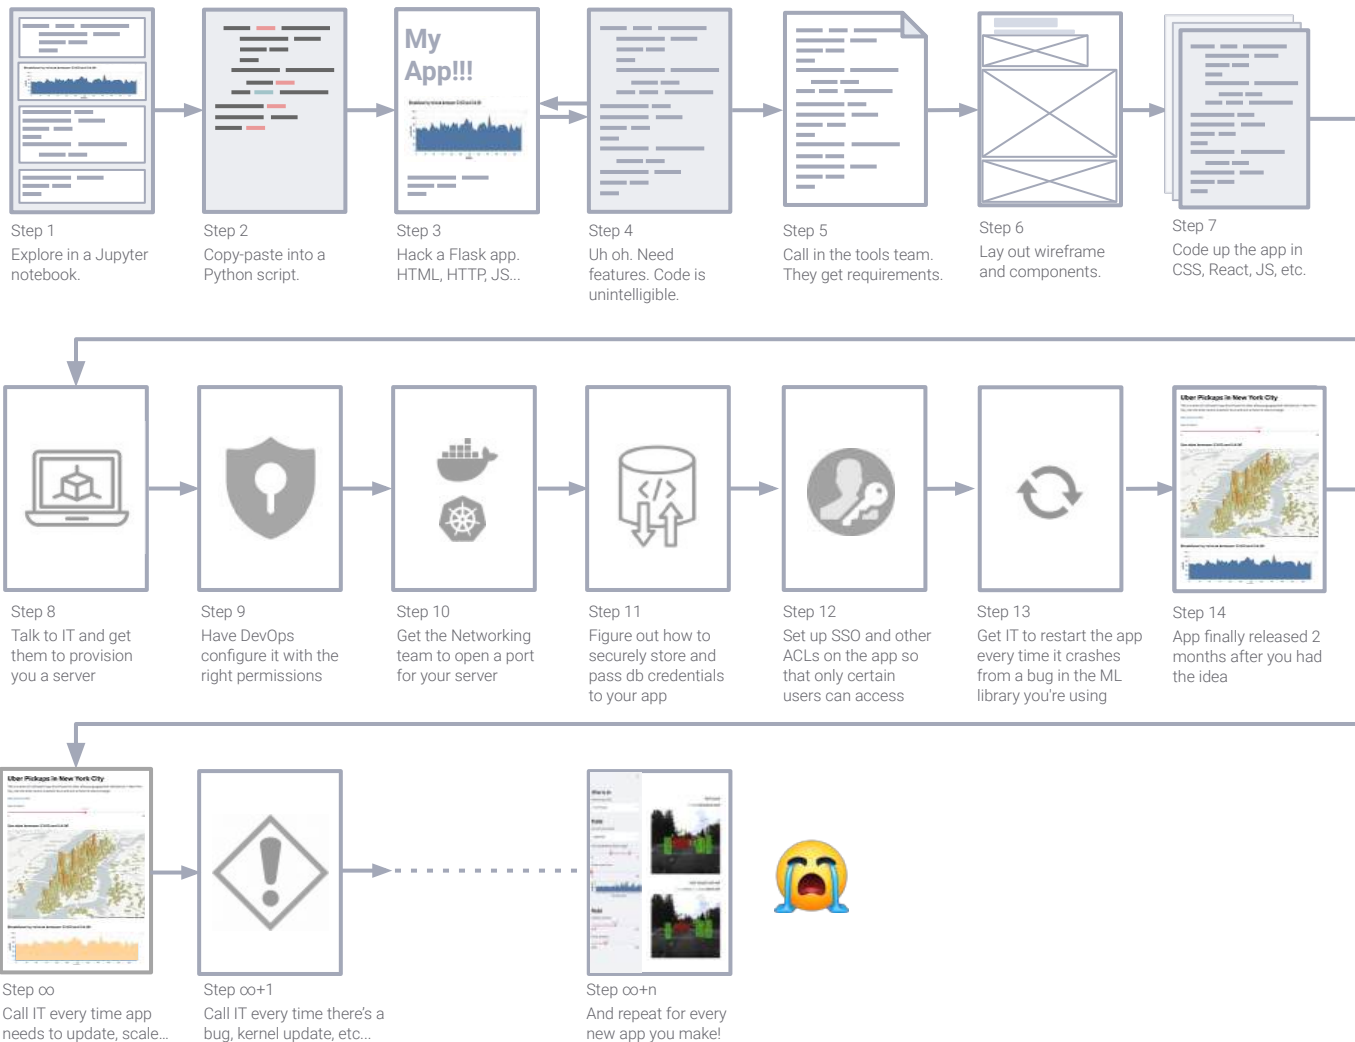 My
App!!!
Step 1
Explore in a Jupyter
notebook.
Step 2
Copy-paste into a
Python script.
Step 3
Hack a Flask app.
HTML, HTTP, JS...
Step 4
Uh oh. Need
features. Code is
unintelligible.
Step 5
Call in the tools team.
They get requirements.
Step 6
Lay out wireframe
and components.
Step 7
Code up the app in
CSS, React, JS, etc.
Uber Pickups in New York City
Step 8
Talk to IT and get
them to provision
you a server
Step 9
Have DevOps
configure it with the
right permissions
Step 10
Get the Networking
team to open a port
for your server
Step 11
Figure out how to
securely store and
pass db credentials
to your app
Step 12
Set up SSO and other
ACLs on the app so
that only certain
users can access
Step 13
Get IT to restart the app
every time it crashes
from a bug in the ML
library you're using
Step 14
App finally released 2
months after you had
the idea
Uber Pickups in New York City
Step ∞
Call IT every time app
needs to update, scale...
Step ∞+1
Call IT every time there's a
bug, kernel update, etc...
Step ∞+n
And repeat for every
new app you make!